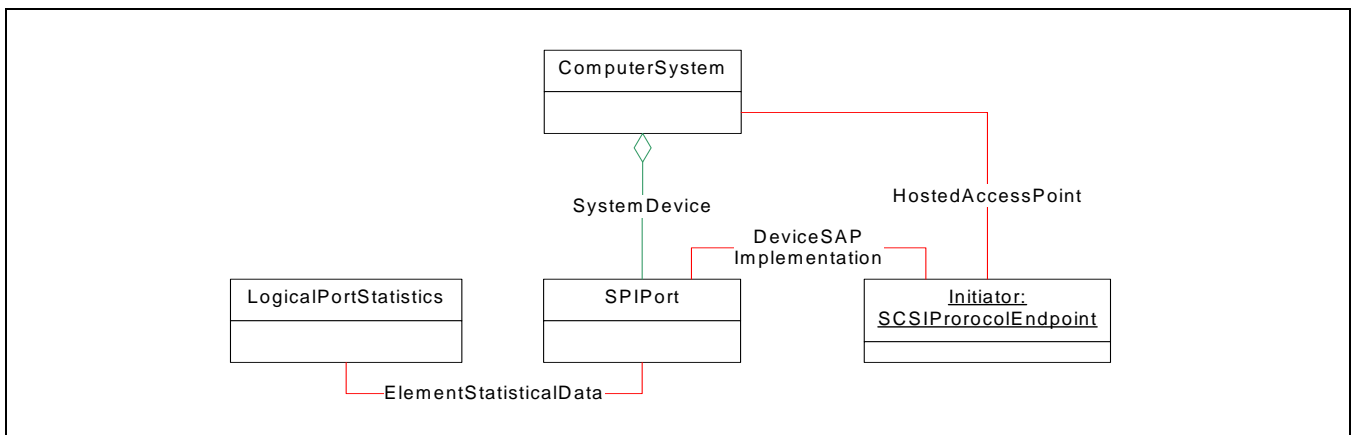 ComputerSystem
HostedAccessPoint
SystemDevice
DeviceSAP
Implementation
LogicalPortStatistics
SPIPort
Initiator:
SCSIProrocolEndpoint
ElementStatisticalData